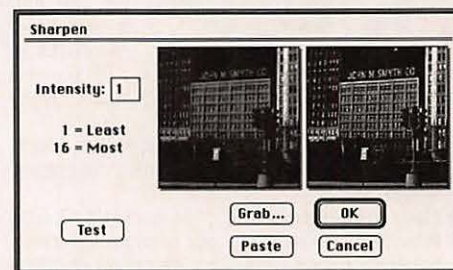 Sharpen
Intensity: 1
1 = Least
16 = Most
JOHN M. SMYTH CO
JOHN M. SMYTH CO
Test
Grab...
OK
Paste
Cancel